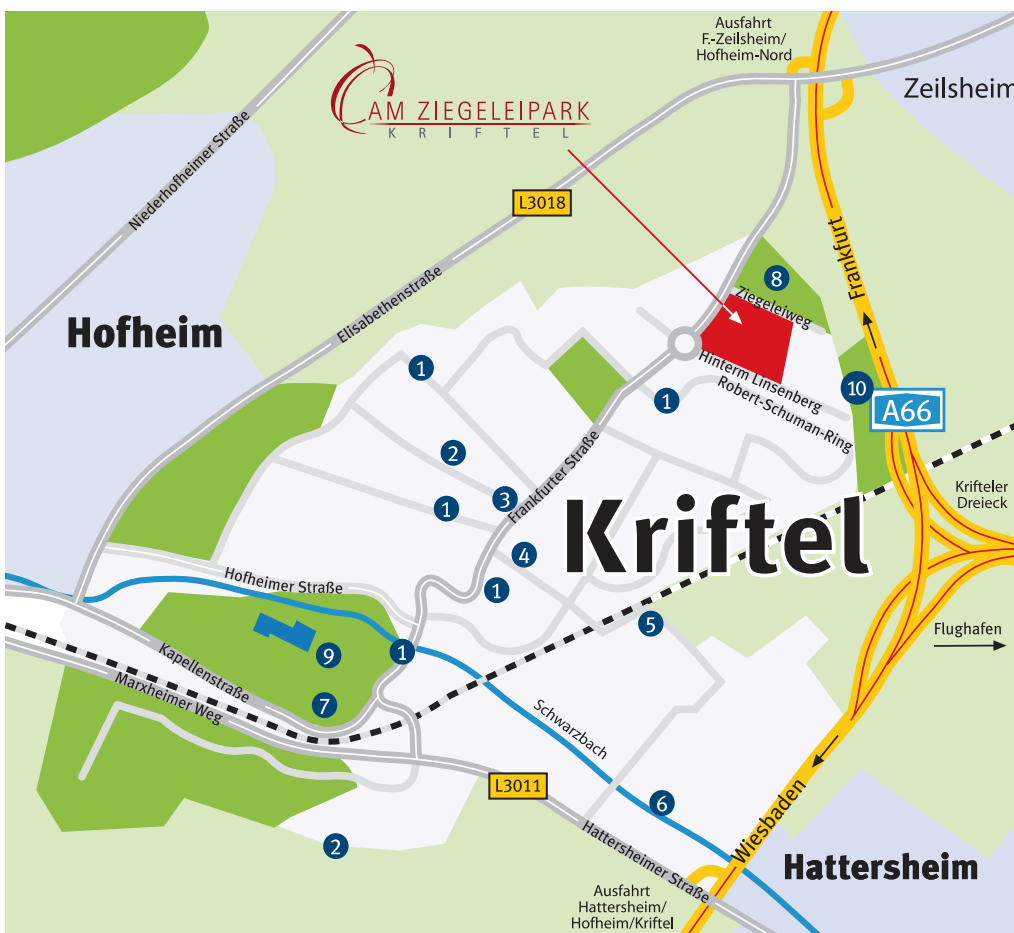 Ausfahrt
F.-Zeilsheim/
Hofheim-Nord
Zeilsheim
AM ZIEGELEIPARK
KRIFTEL
Niederhofheimer Straße
L3018
Frankfurt
8
Ziegeleiweg
Elisabethenstraße
Hofheim
1
Hinterm Linsenberg
10
1
Robert-Schuman-Ring
A66
2
3
Frankfurter Straße
1
Krifteler
Dreieck
Kriftel
4
Hofheimer Straße
1
5
Flughafen
9
1
Kapellenstraße
Marxheimer Weg
7
Schwarzbach
L3011
6
Wiesbaden
Hattersheimer Straße
2
Hattersheim
Ausfahrt
Hattersheim/
Hofheim/Kriftel